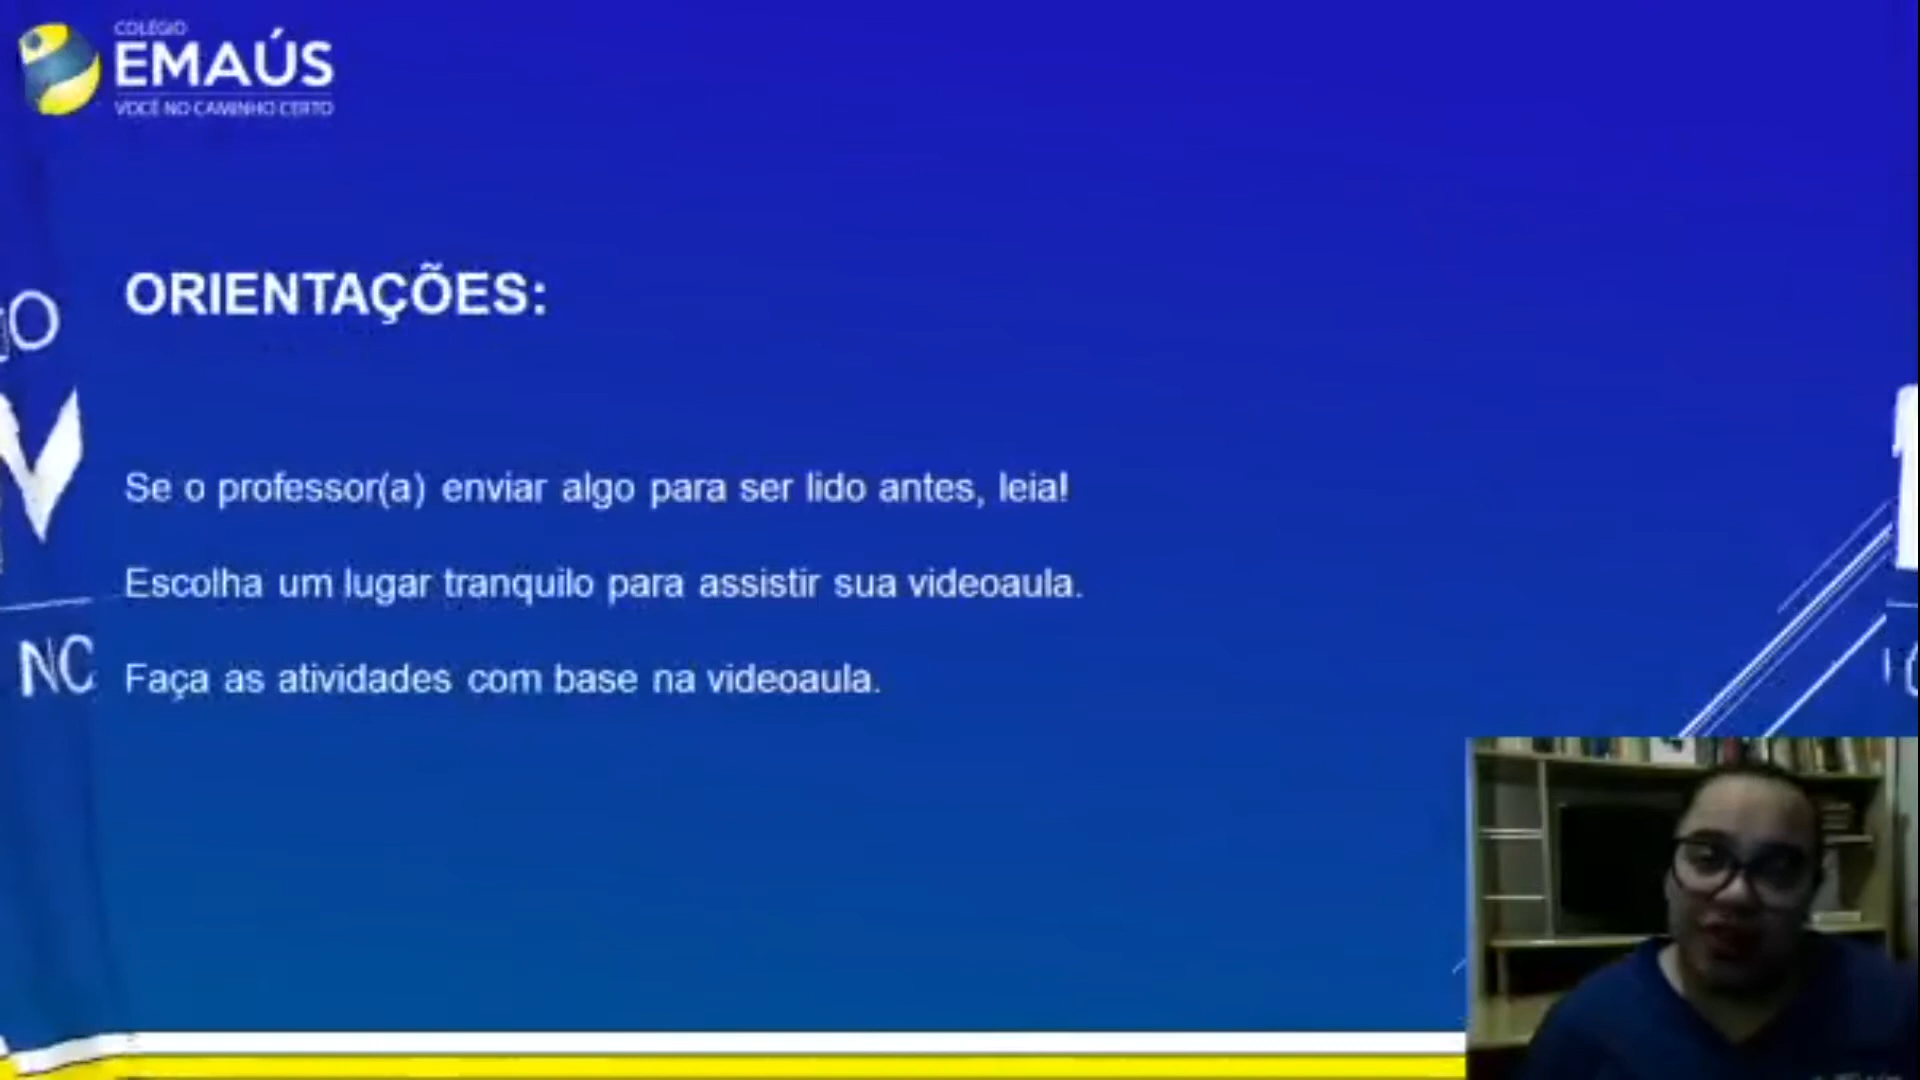 COLÉGIO
EMAÚS
VOCÊ NO CAMINHO CERTO
ORIENTAÇÕES:
Se o professor(a) enviar algo para ser lido antes, leia!
Escolha um lugar tranquilo para assistir sua videoaula.
Faça as atividades com base na videoaula.